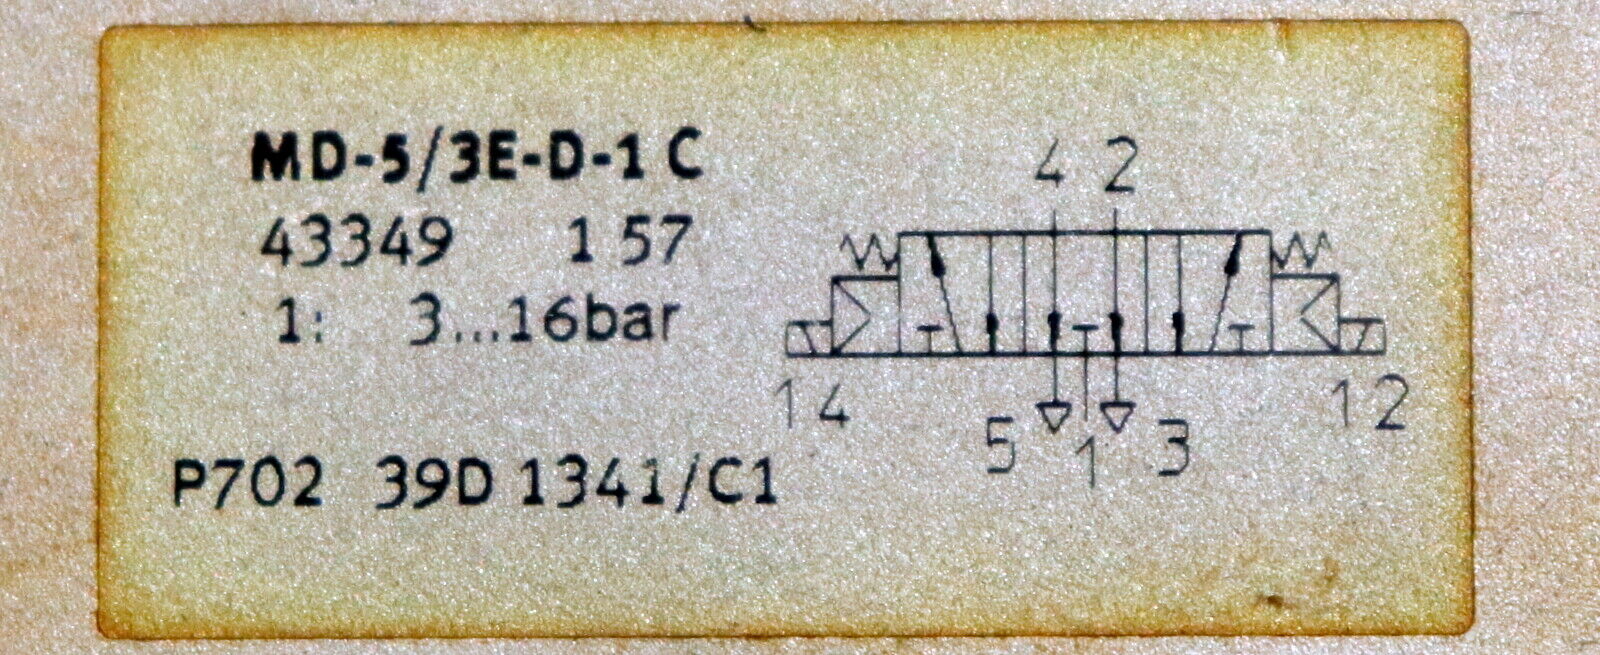 MD-5/3E-D-1 C
43349 1 57
1: 3...16bar
P702 39D 1341/C1
4 2
14 12
5 1 3